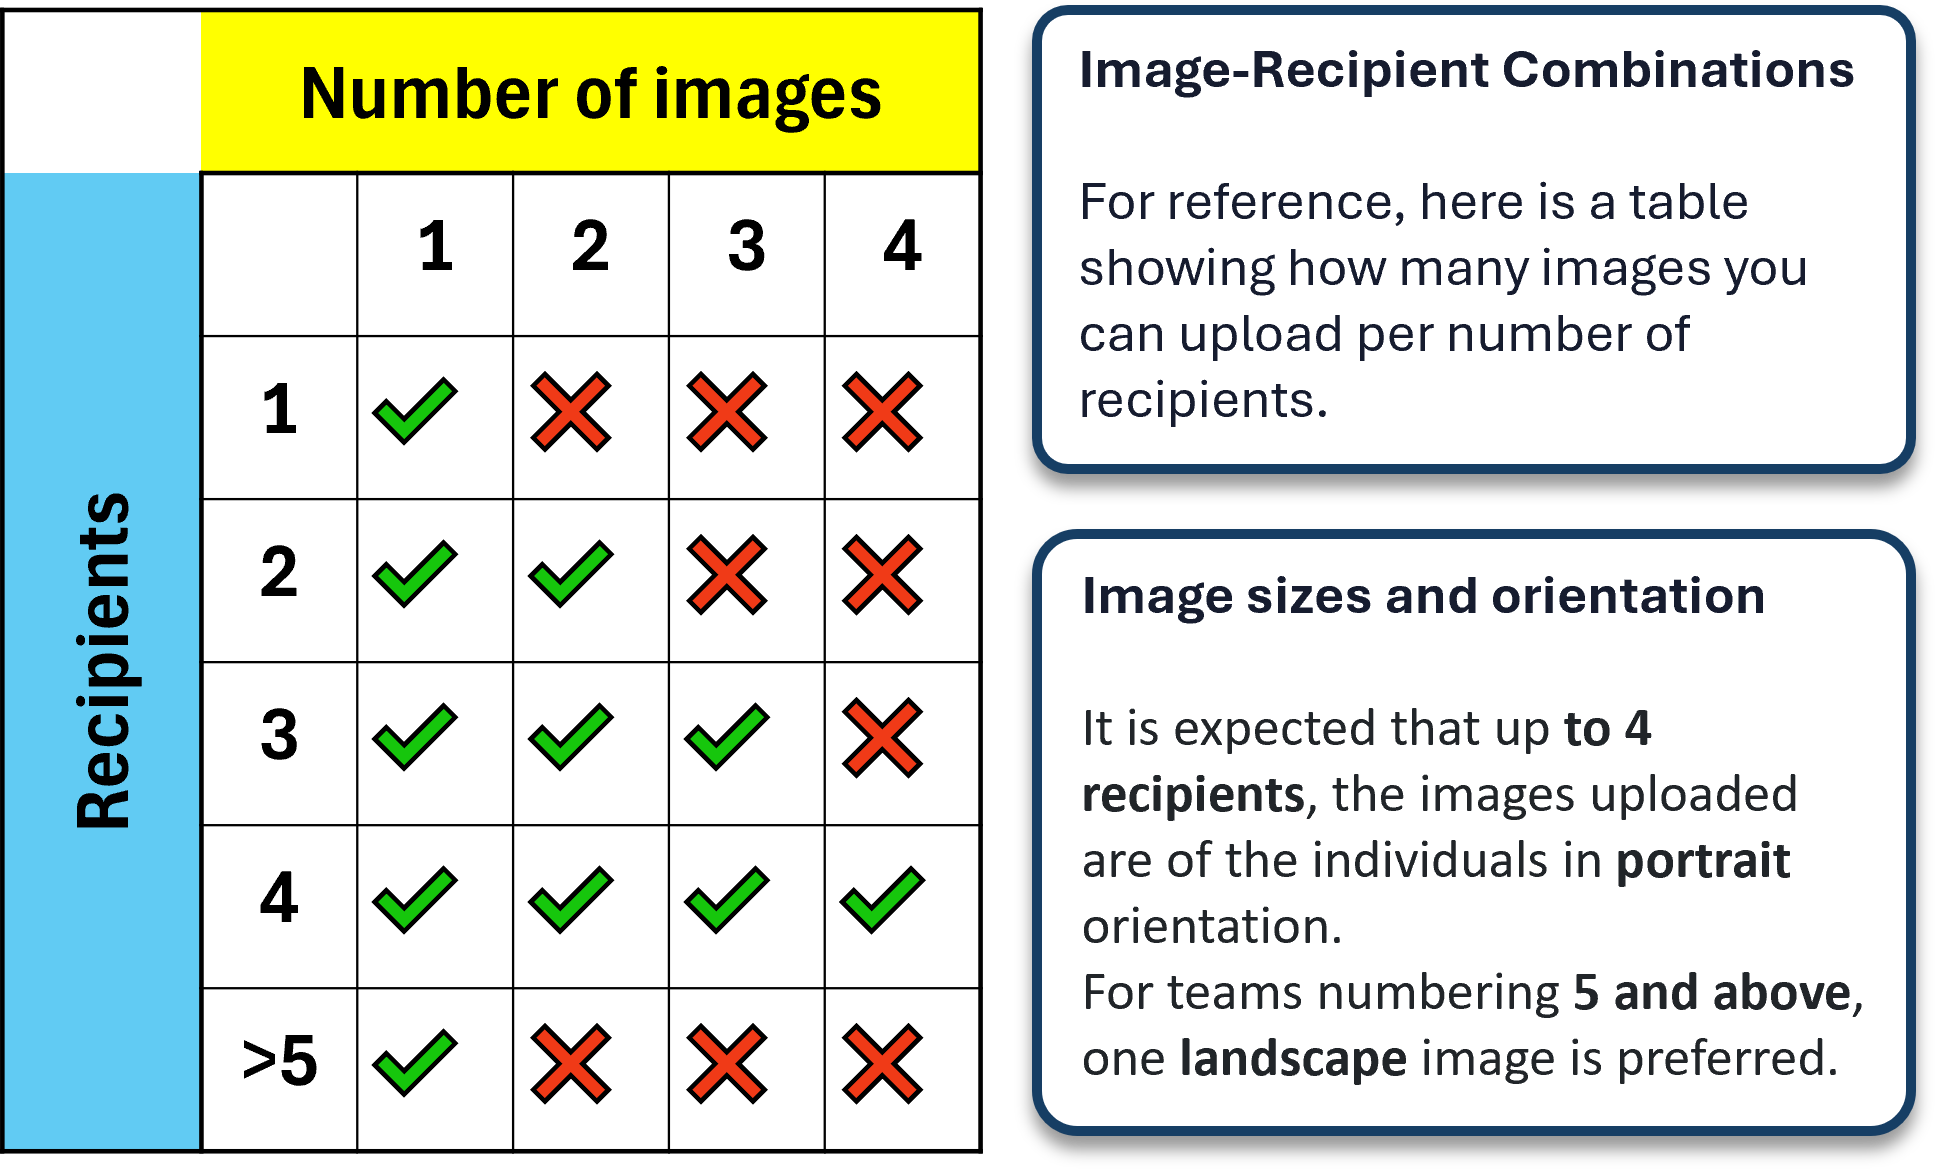 Number of images
Recipients
1 2 3 4
1 ✔ ✖ ✖ ✖
2 ✔ ✔ ✖ ✖
3 ✔ ✔ ✔ ✖
4 ✔ ✔ ✔ ✔
>5 ✔ ✖ ✖ ✖
Image-Recipient Combinations
For reference, here is a table
showing how many images you
can upload per number of
recipients.
Image sizes and orientation
It is expected that up to 4
recipients, the images uploaded
are of the individuals in portrait
orientation.
For teams numbering 5 and above,
one landscape image is preferred.